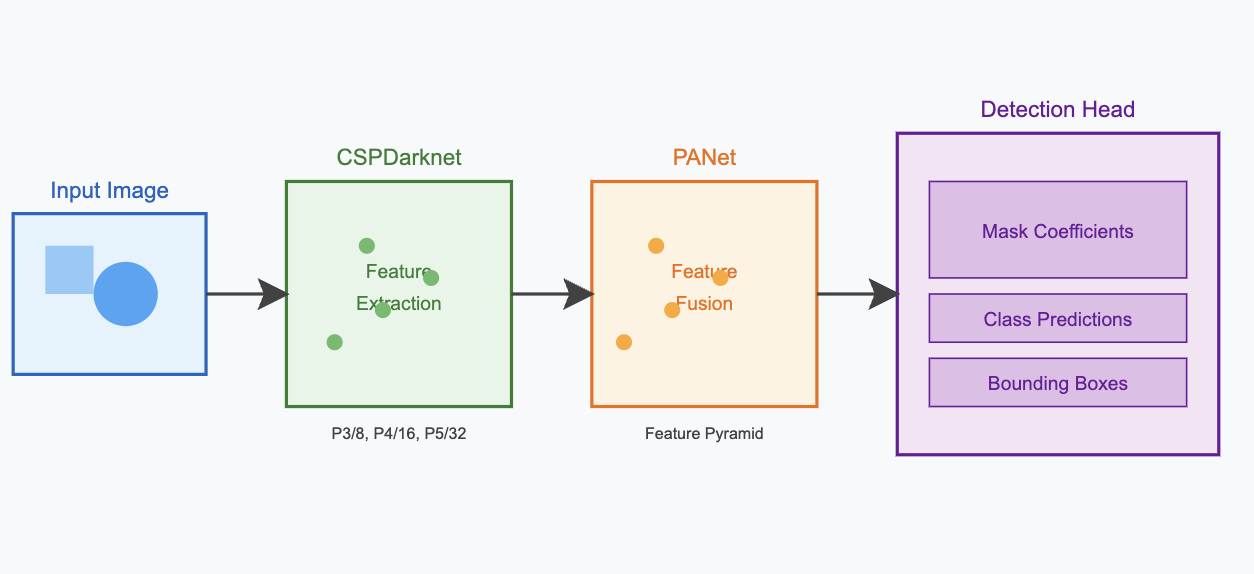 Input Image
CSPDarknet
Feature
Extraction
P3/8, P4/16, P5/32
PANet
Feature
Fusion
Feature Pyramid
Detection Head
Mask Coefficients
Class Predictions
Bounding Boxes